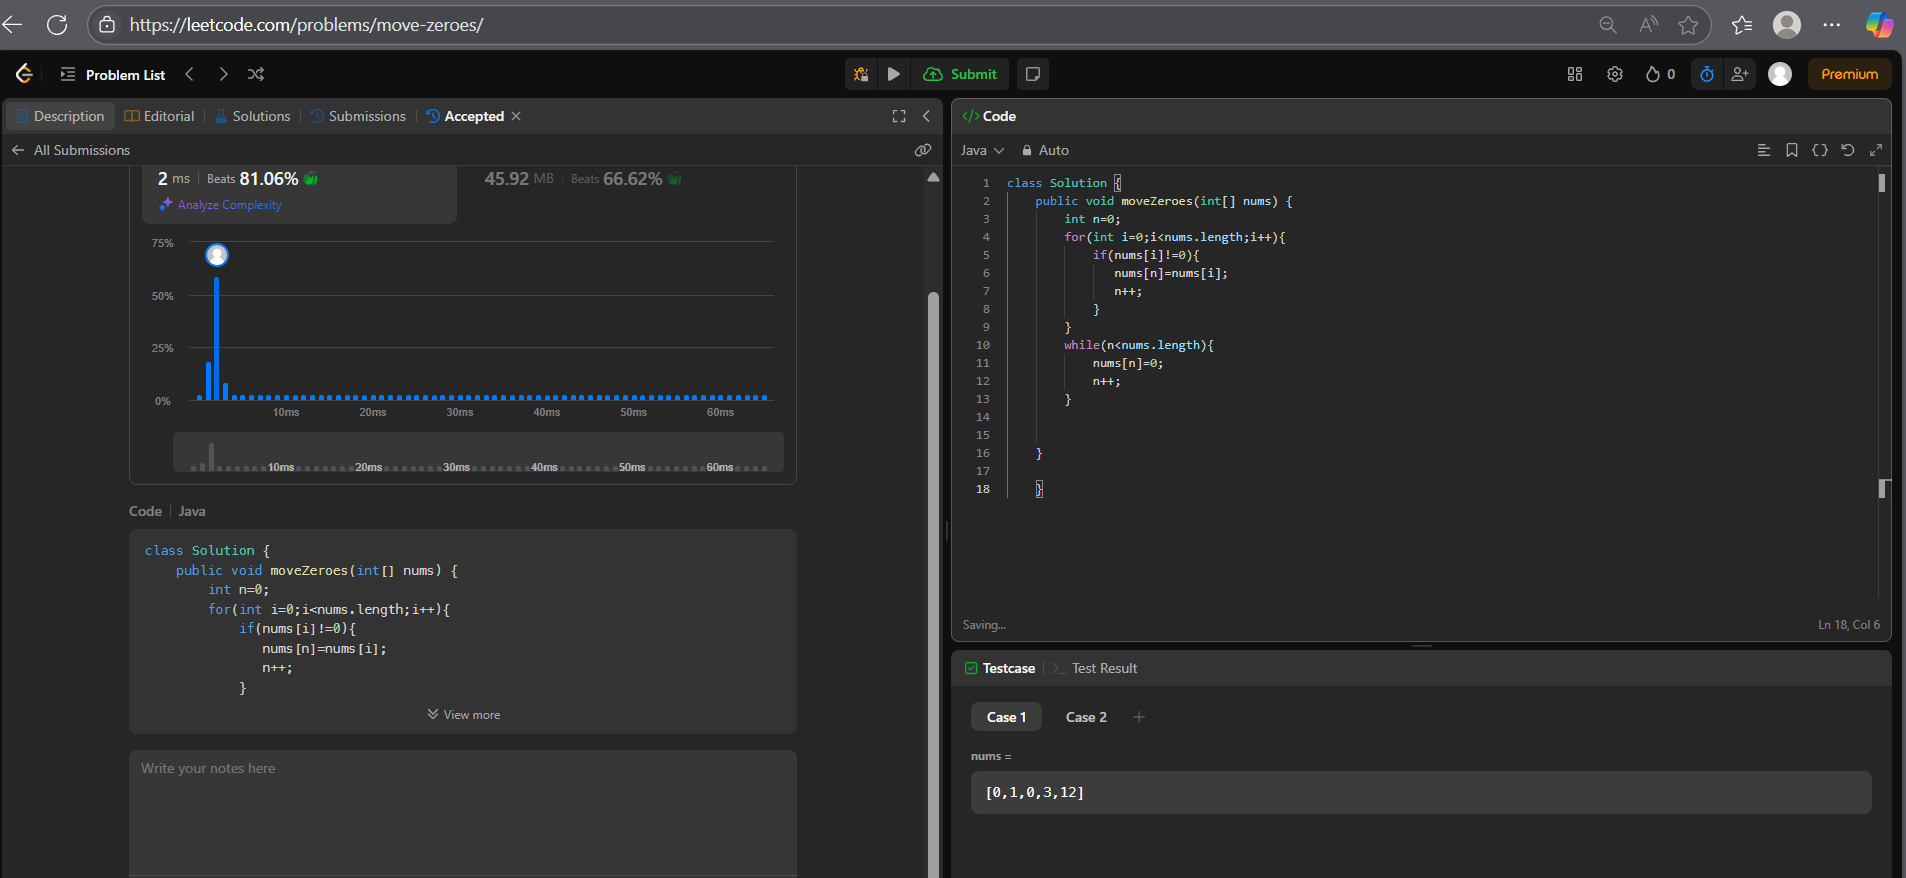 https://leetcode.com/problems/move-zeroes/
Problem List
Submit
0
Premium
Description
Editorial
Solutions
Submissions
Accepted
All Submissions
2 ms
Beats 81.06%
45.92 MB
Beats 66.62%
Analyze Complexity
75%
50%
25%
0%
10ms 20ms 30ms 40ms 50ms 60ms
10ms 20ms 30ms 40ms 50ms 60ms
Code | Java
class Solution {
    public void moveZeroes(int[] nums) {
        int n=0;
        for(int i=0;i<nums.length;i++){
            if(nums[i]!=0){
               nums[n]=nums[i];
               n++;
            }
View more
Write your notes here
</> Code
Java
Auto
1 class Solution {
2     public void moveZeroes(int[] nums) {
3         int n=0;
4         for(int i=0;i<nums.length;i++){
5             if(nums[i]!=0){
6                nums[n]=nums[i];
7                n++;
8             }
9         }
10         while(n<nums.length){
11             nums[n]=0;
12             n++;
13         }
14
15
16     }
17
18     }
Saving...
Ln 18, Col 6
Testcase
>_ Test Result
Case 1
Case 2
+
nums =
[0,1,0,3,12]